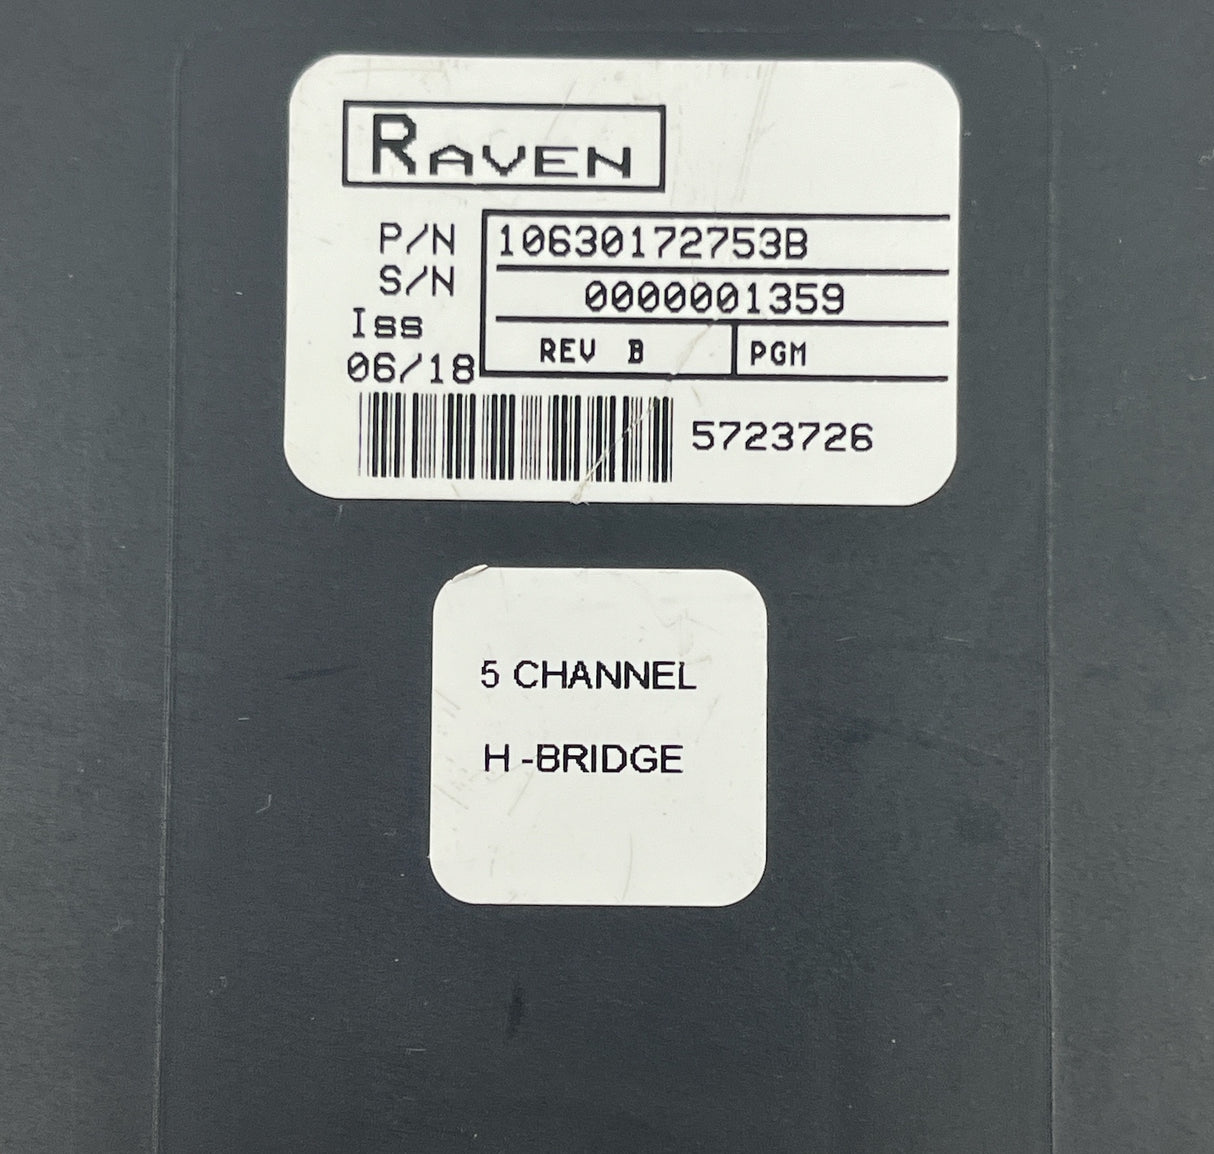 RAVEN
P/N 10630172753B
S/N 0000001359
Iss REV B PGM
06/18
5723726
5 CHANNEL
H -BRIDGE